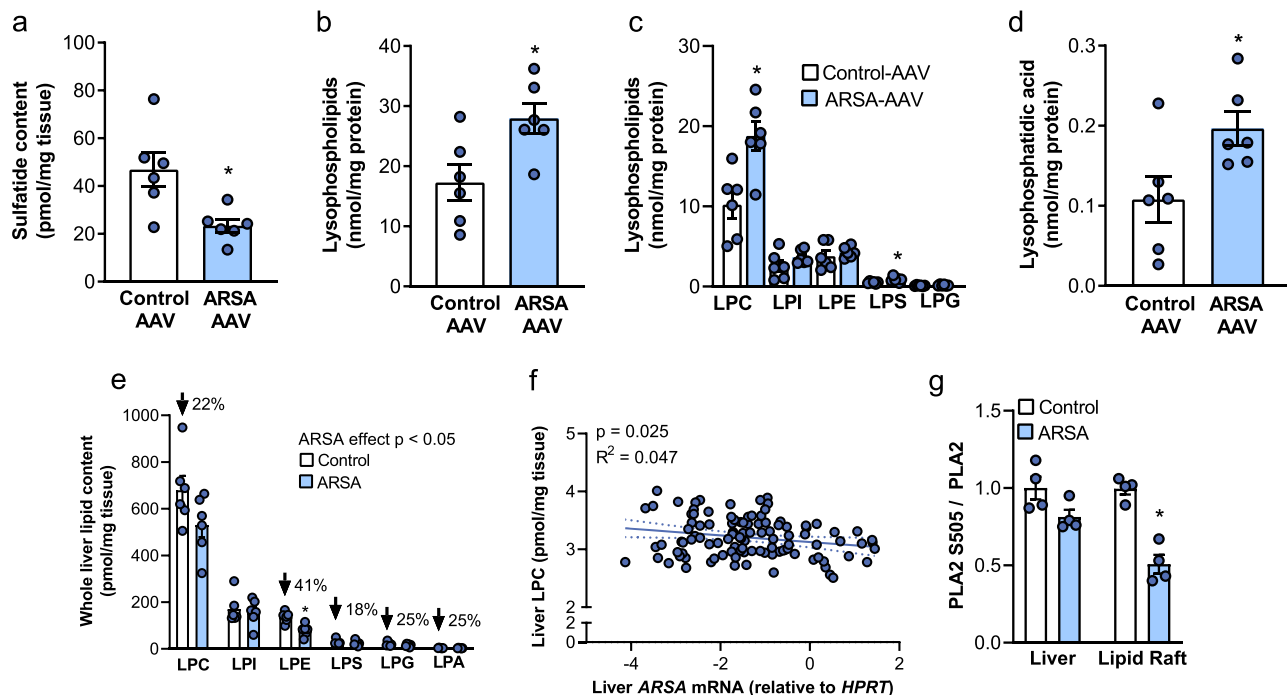 a
Sulfatide content
(pmol/mg tissue)
100
80
60
40
20
0
*
Control
AAV
ARSA
AAV
b
Lysophospholipids
(nmol/mg protein)
40
30
20
10
0
*
Control
AAV
ARSA
AAV
c
Lysophospholipids
(nmol/mg protein)
30
20
10
0
*
*
Control-AAV
ARSA-AAV
LPC LPI LPE LPS LPG
d
Lysophosphatidic acid
(nmol/mg protein)
0.3
0.2
0.1
0.0
*
Control
AAV
ARSA
AAV
e
Whole liver lipid content
(pmol/mg tissue)
1000
800
600
400
200
0
22%
41%
*
18%
25%
25%
ARSA effect p < 0.05
Control
ARSA
LPC LPI LPE LPS LPG LPA
f
Liver LPC (pmol/mg tissue)
5
4
3
2
2
0
p = 0.025
R² = 0.047
-4 -2 0 2
Liver ARSA mRNA (relative to HPRT)
g
PLA2 S505 / PLA2
1.5
1.0
0.5
0.0
Control
ARSA
*
Liver Lipid Raft